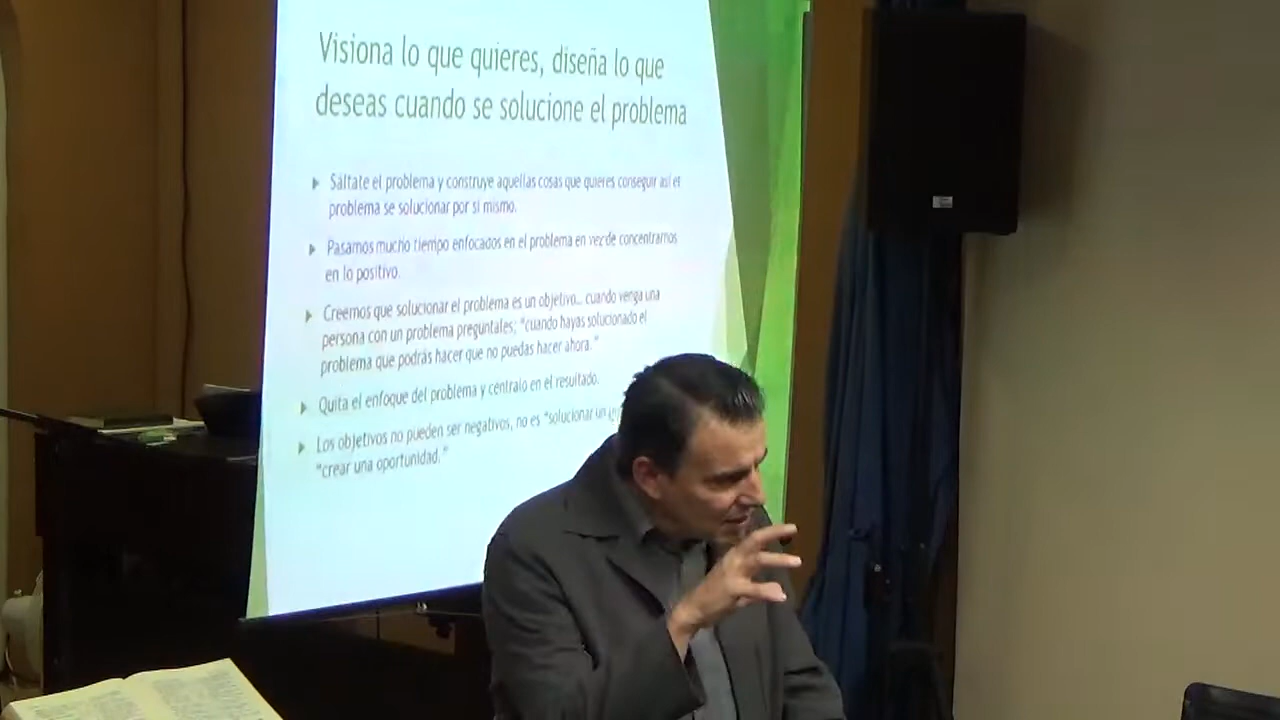 Visiona lo que quieres, diseña lo que
deseas cuando se solucione el problema
Sáltate el problema y construye aquellas cosas que quieres conseguir así el
problema se solucionar por si mismo.
Pasamos mucho tiempo enfocados en el problema en vez de concentrarnos
en lo positivo.
Creemos que solucionar el problema es un objetivo... cuando venga una
persona con un problema preguntales; "cuando hayas solucionado el
problema que podrás hacer que no puedas hacer ahora."
Quita el enfoque del problema y centralo en el resultado.
Los objetivos no pueden ser negativos, no es "solucionar un
"crear una oportunidad."